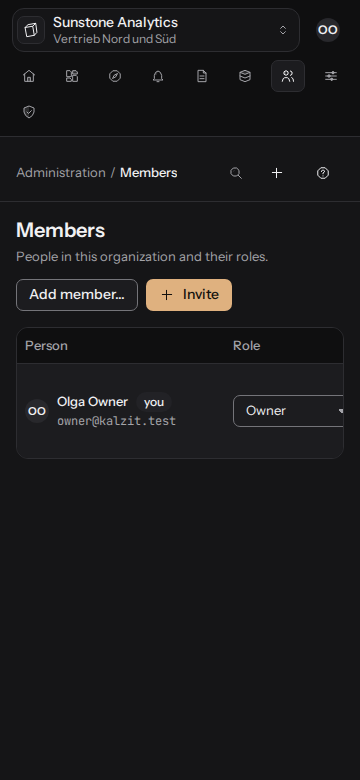 Sunstone Analytics
Vertrieb Nord und Süd
OO
Administration / Members
Members
People in this organization and their roles.
Add member...
+ Invite
Person Role
OO
Olga Owner you
owner@kalzit.test
Owner